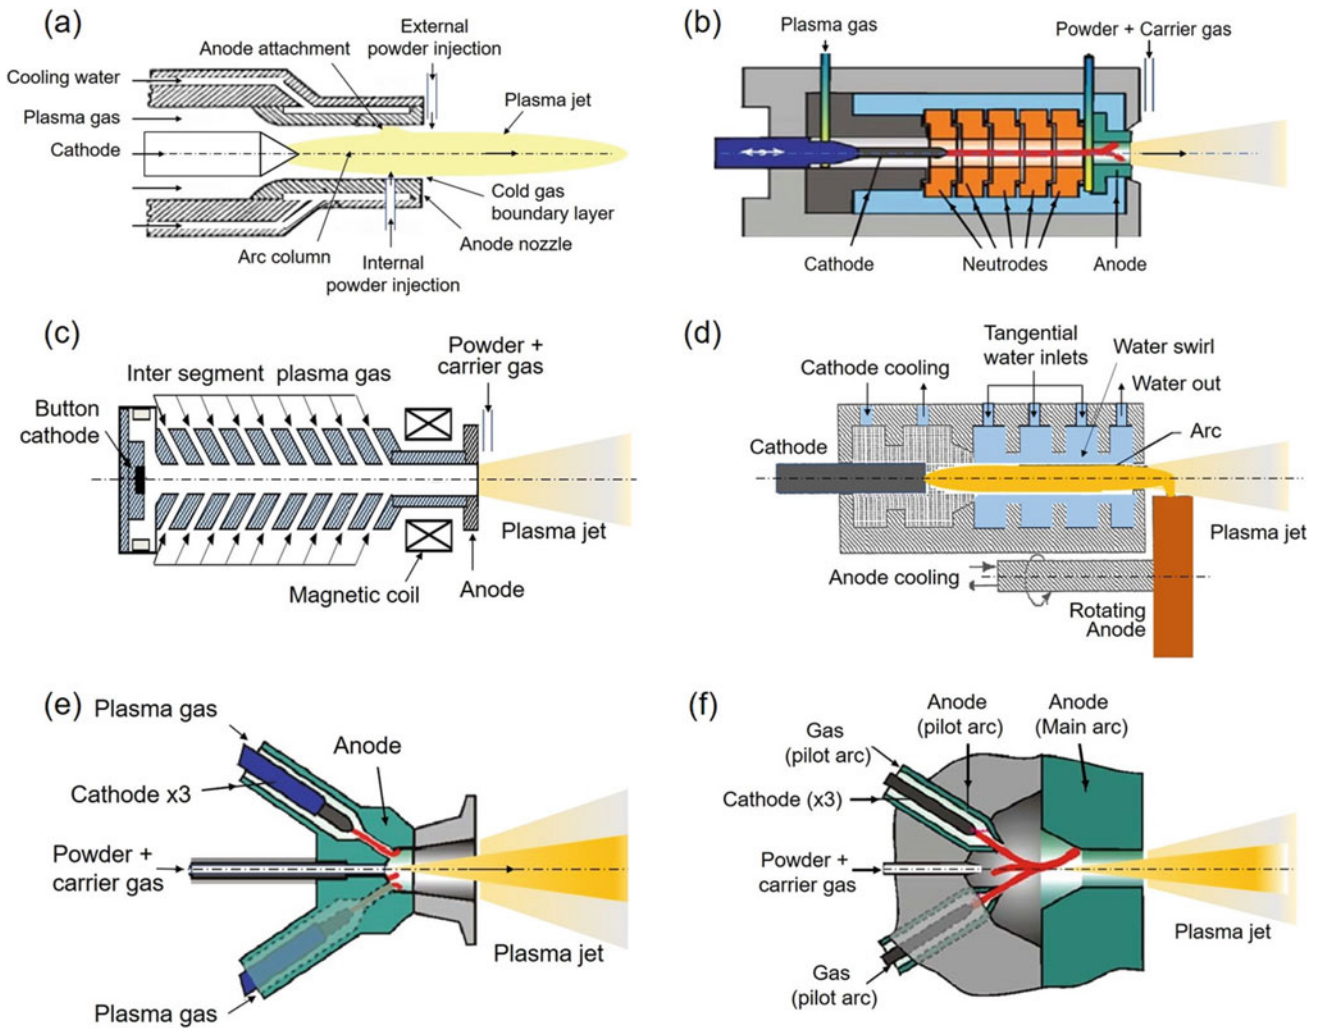 (a)
External
powder injection
Anode attachment
Cooling water
Plasma gas
Cathode
Plasma jet
Cold gas
boundary layer
Anode nozzle
Arc column
Internal
powder injection
(b)
Plasma gas
Powder + Carrier gas
Cathode
Neutrodes
Anode
(c)
Powder +
carrier gas
Inter segment plasma gas
Button
cathode
Plasma jet
Magnetic coil
Anode
(d)
Tangential
water inlets
Water swirl
Cathode cooling
Water out
Arc
Cathode
Plasma jet
Anode cooling
Rotating
Anode
(e)
Plasma gas
Anode
Cathode x3
Powder +
carrier gas
Plasma jet
Plasma gas
(f)
Anode
(pilot arc)
Anode
(Main arc)
Gas
(pilot arc)
Cathode (x3)
Powder +
carrier gas
Plasma jet
Gas
(pilot arc)